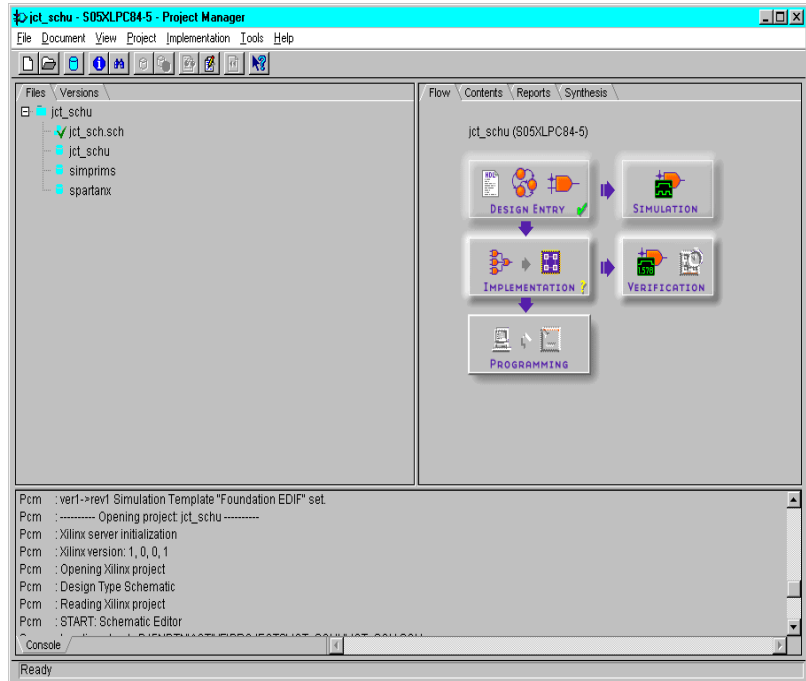 jct_schu - S05XLPC84-5 - Project Manager
File Document View Project Implementation Tools Help
Files Versions
jct_schu
jct_sch.sch
jct_schu
simprims
spartanx
Flow Contents Reports Synthesis
jct_schu (S05XLPC84-5)
HDL
DESIGN ENTRY
SIMULATION
IMPLEMENTATION ?
1578
VERIFICATION
PROGRAMMING
Pcm : ver1->rev1 Simulation Template "Foundation EDIF" set.
Pcm : ---------- Opening project: jct_schu ----------
Pcm : Xilinx server initialization
Pcm : Xilinx version: 1, 0, 0, 1
Pcm : Opening Xilinx project
Pcm : Design Type Schematic
Pcm : Reading Xilinx project
Pcm : START: Schematic Editor
Console
Ready